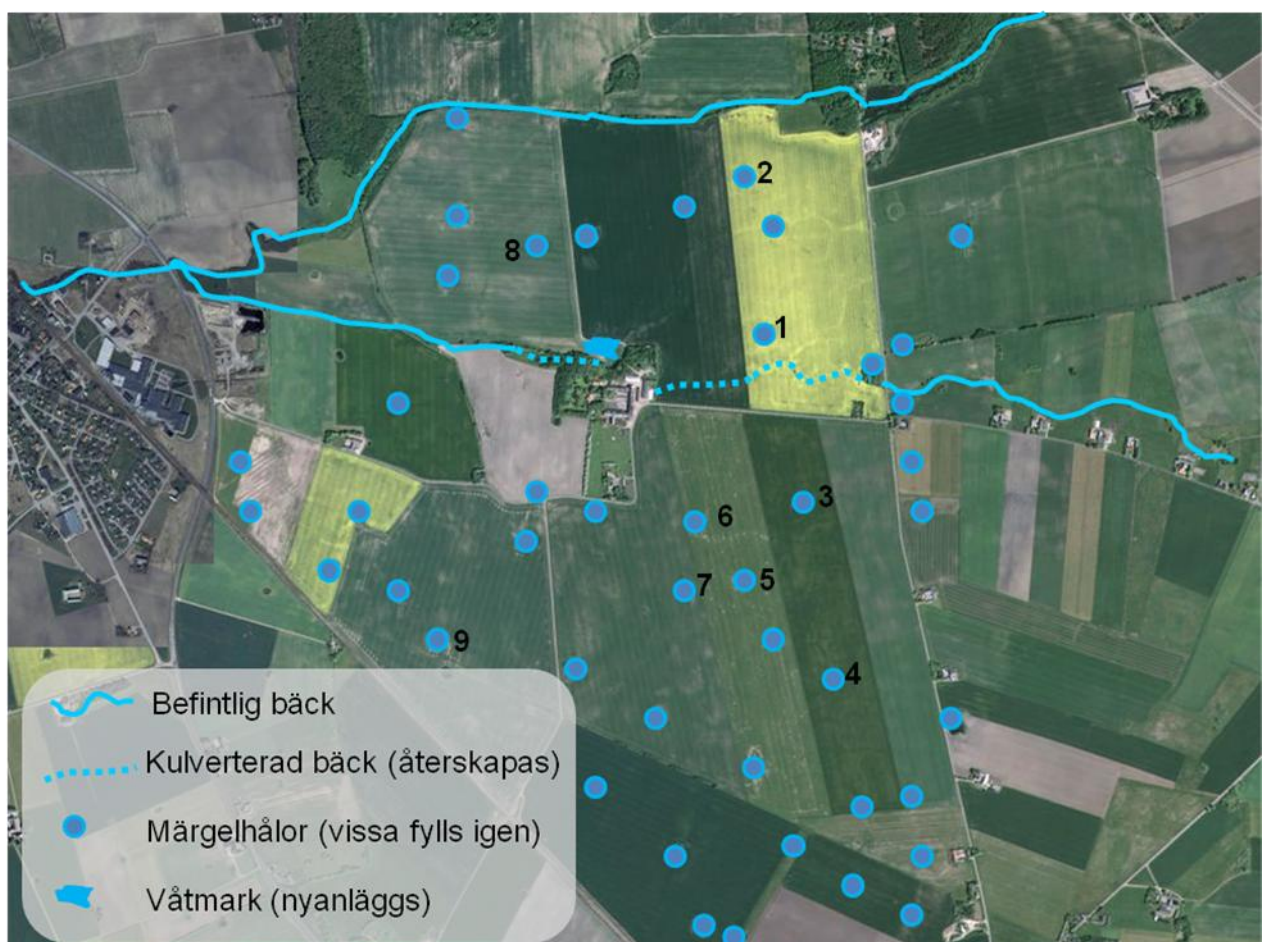 2
8
1
3
6
5
7
9
4
Befintlig bäck
Kulverterad bäck (återskapas)
Märgelhålor (vissa fylls igen)
Våtmark (nyanläggs)